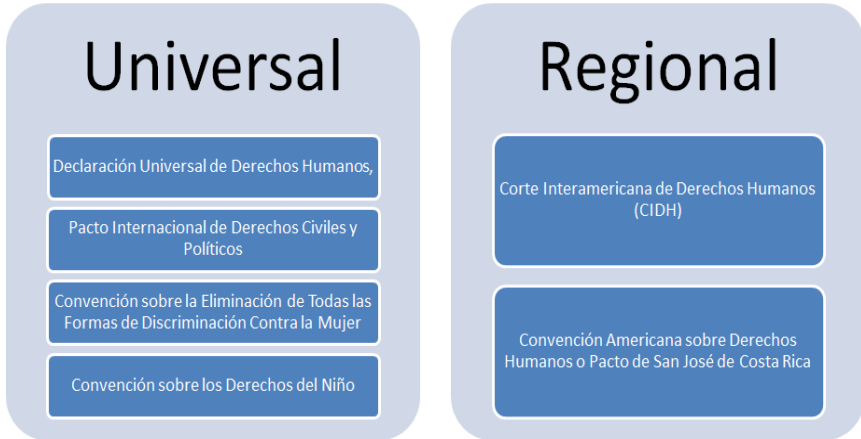 Universal
Declaración Universal de Derechos Humanos,
Pacto Internacional de Derechos Civiles y
Políticos
Convención sobre la Eliminación de Todas las
Formas de Discriminación Contra la Mujer
Convención sobre los Derechos del Niño
Regional
Corte Interamericana de Derechos Humanos
(CIDH)
Convención Americana sobre Derechos
Humanos o Pacto de San José de Costa Rica